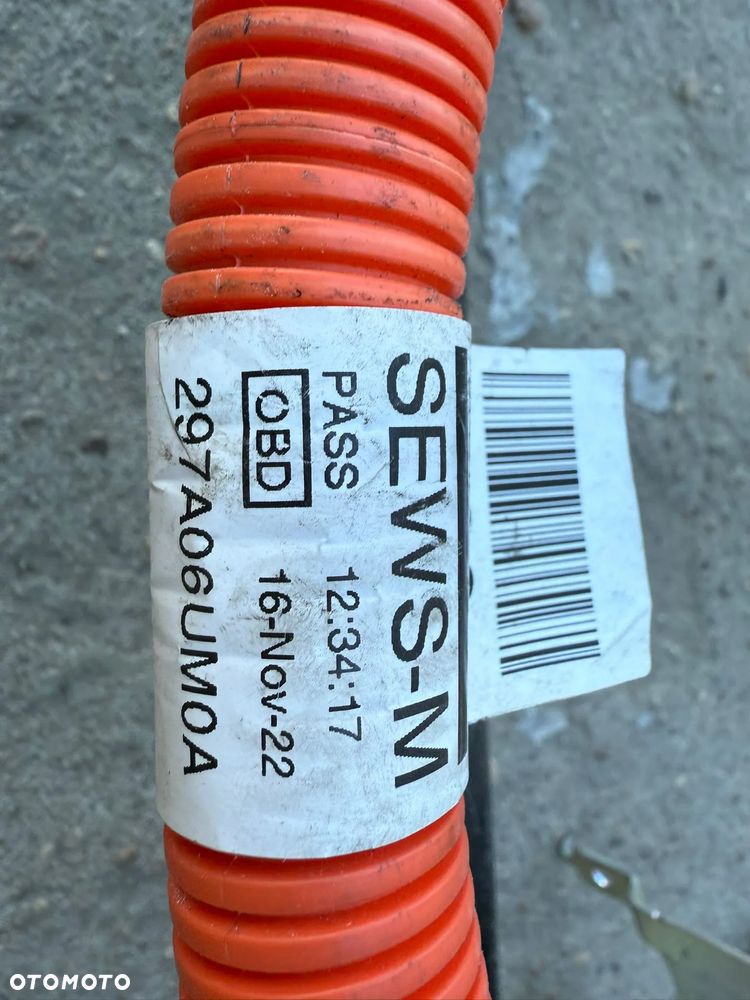 SEWS-M
PASS 12:34:17
OBD 16-Nov-22
297A06UM0A
OTOMOTO